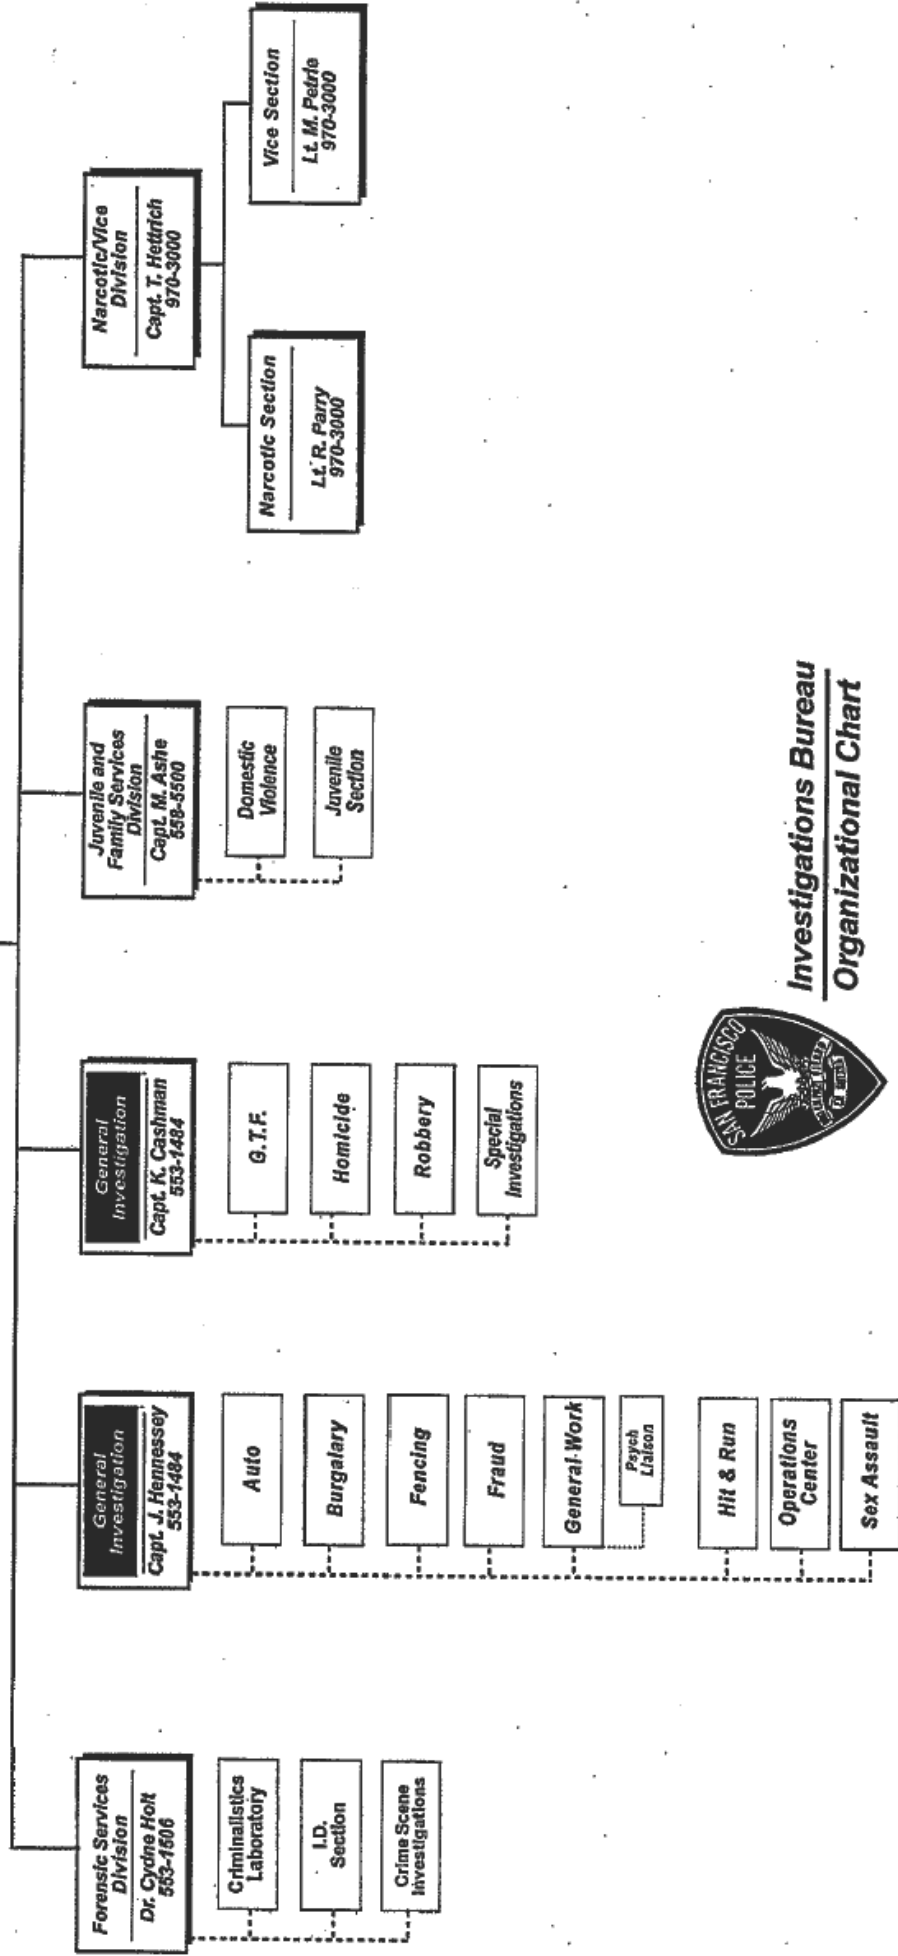 Forensic Services
Division
Dr. Cydne Holt
553-1506
Criminalistics
Laboratory
I.D.
Section
Crime Scene
Investigations
General
Investigation
Capt. J. Hennessey
553-1484
Auto
Burgalary
Fencing
Fraud
General Work
Psych
Liaison
Hit & Run
Operations
Center
Sex Assault
General
Investigation
Capt. K. Cashman
553-1484
G.T.F.
Homicide
Robbery
Special
Investigations
Juvenile and
Family Services
Division
Capt. M. Ashe
558-5500
Domestic
Violence
Juvenile
Section
Narcotic/Vice
Division
Capt. T. Hettrich
970-3000
Narcotic Section
Lt. R. Parry
970-3000
Vice Section
Lt. M. Petrie
970-3000
SAN FRANCISCO
POLICE
Investigations Bureau
Organizational Chart